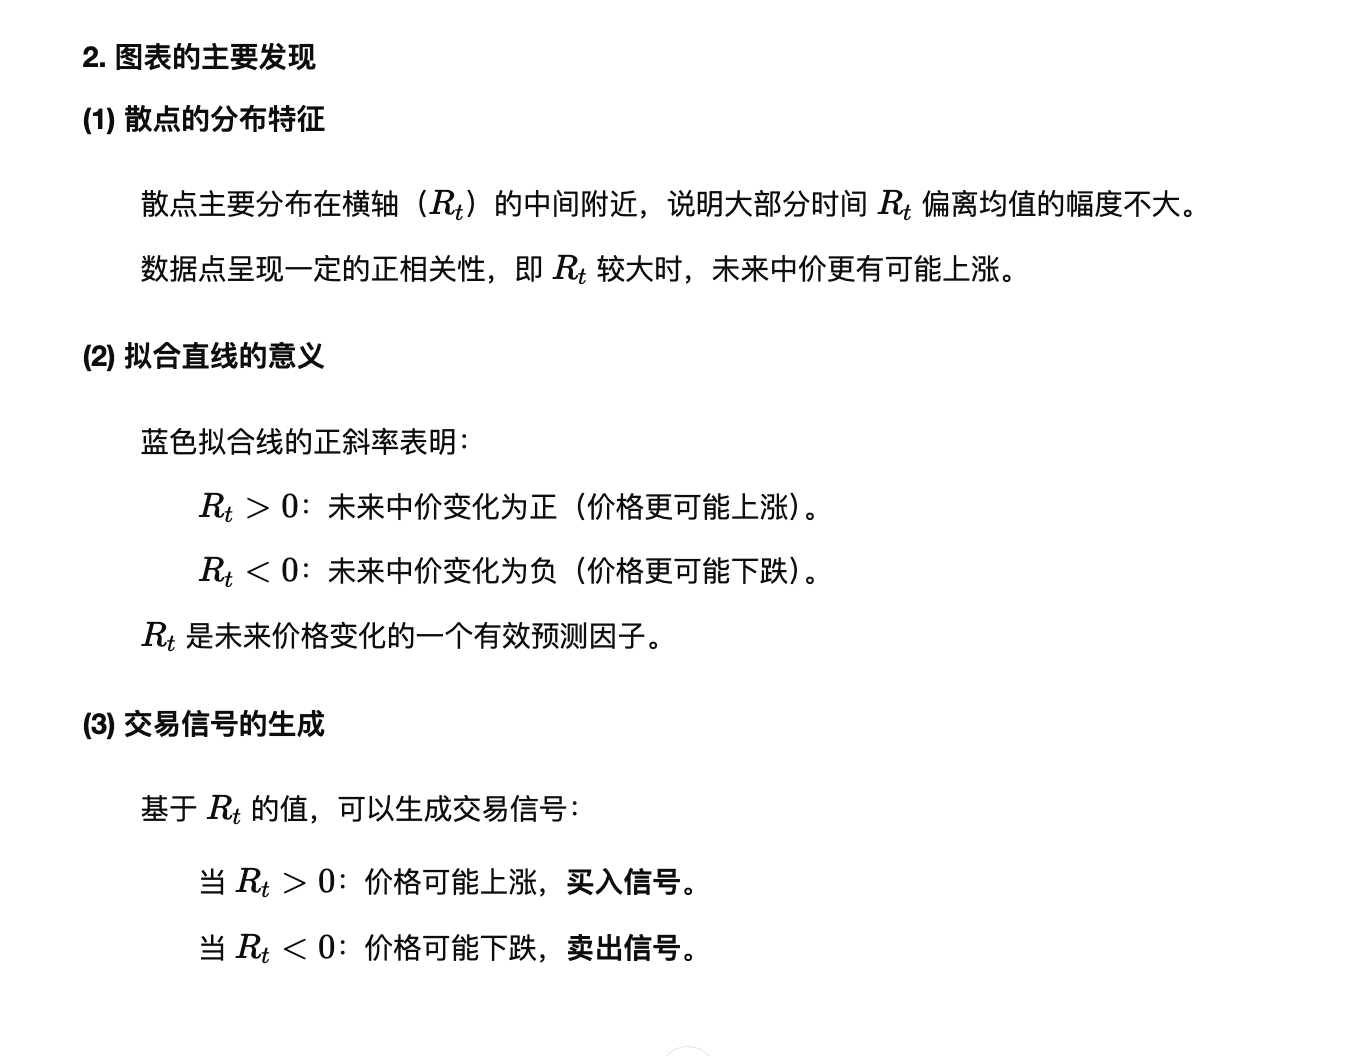 2. 图表的主要发现
(1) 散点的分布特征
散点主要分布在横轴（Rₜ）的中间附近，说明大部分时间 Rₜ 偏离均值的幅度不大。
数据点呈现一定的正相关性，即 Rₜ 较大时，未来中价更有可能上涨。
(2) 拟合直线的意义
蓝色拟合线的正斜率表明：
Rₜ > 0：未来中价变化为正（价格更可能上涨）。
Rₜ < 0：未来中价变化为负（价格更可能下跌）。
Rₜ 是未来价格变化的一个有效预测因子。
(3) 交易信号的生成
基于 Rₜ 的值，可以生成交易信号：
当 Rₜ > 0：价格可能上涨，买入信号。
当 Rₜ < 0：价格可能下跌，卖出信号。